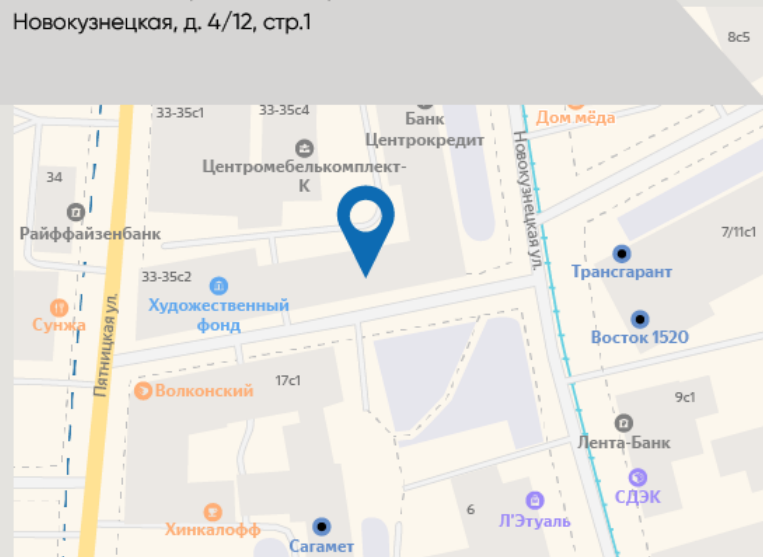 Новокузнецкая, д. 4/12, стр.1
8с5
33-35с1
33-35с4
Банк
Центрокредит
Дом мёда
Центромебелькомплект-
К
Новокузнецкая ул.
34
Райффайзенбанк
7/11с1
33-35с2
Трансгарант
Художественный
фонд
Сунжа
Восток 1520
Пятницкая ул.
17с1
Волконский
9с1
Лента-Банк
СДЭК
6
Л'Этуаль
Хинкалофф
Сагамет